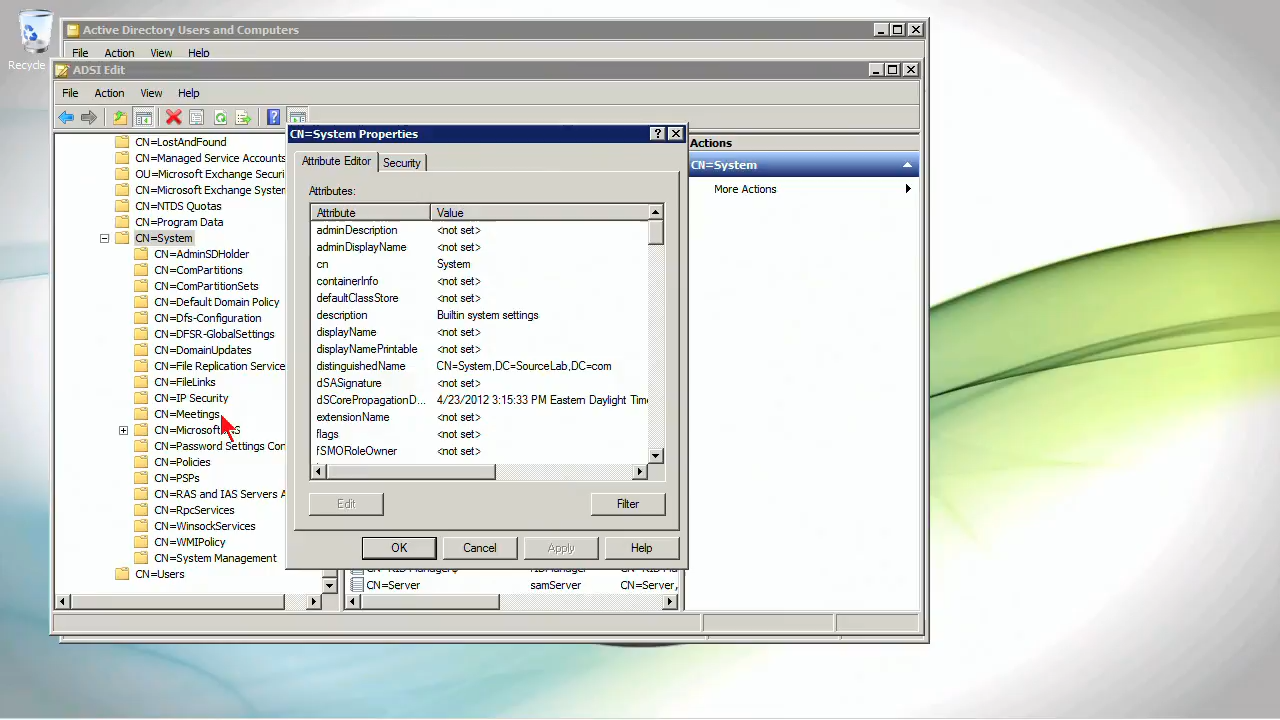 Recycle
Active Directory Users and Computers
File Action View Help
ADSI Edit
File Action View Help
CN=LostAndFound
CN=Managed Service Accounts
OU=Microsoft Exchange Securi
CN=Microsoft Exchange System
CN=NTDS Quotas
CN=Program Data
CN=System
CN=AdminSDHolder
CN=ComPartitions
CN=ComPartitionSets
CN=Default Domain Policy
CN=Dfs-Configuration
CN=DFSR-GlobalSettings
CN=DomainUpdates
CN=File Replication Service
CN=FileLinks
CN=IP Security
CN=Meetings
CN=Password Settings Con
CN=Policies
CN=PSPs
CN=RAS and IAS Servers A
CN=RpcServices
CN=WinsockServices
CN=WMIPolicy
CN=System Management
CN=Users
CN=System Properties
Attribute Editor Security
Attributes:
Attribute Value
adminDescription <not set>
adminDisplayName <not set>
cn System
containerInfo <not set>
defaultClassStore <not set>
description Builtin system settings
displayName <not set>
displayNamePrintable <not set>
distinguishedName CN=System,DC=SourceLab,DC=com
dSASignature <not set>
dSCorePropagationD... 4/23/2012 3:15:33 PM Eastern Daylight Time
extensionName <not set>
flags <not set>
fSMORoleOwner <not set>
Edit Filter
OK Cancel Apply Help
CN=Server samServer CN=Server,
Actions
CN=System
More Actions